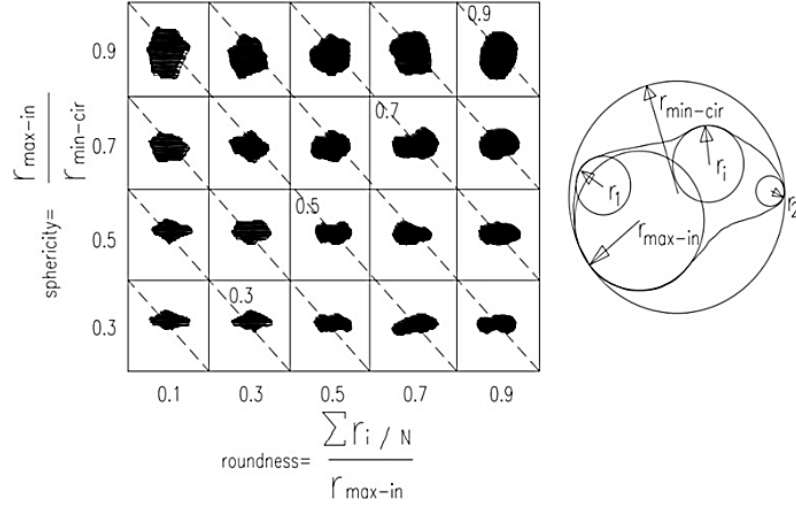 sphericity= r max-in / r min-cir
0.9
0.7
0.5
0.3
0.9
0.7
0.5
0.3
0.1 0.3 0.5 0.7 0.9
roundness= Σ r i / N
r max-in
r min-cir
r 1
r i
r 2
r max-in